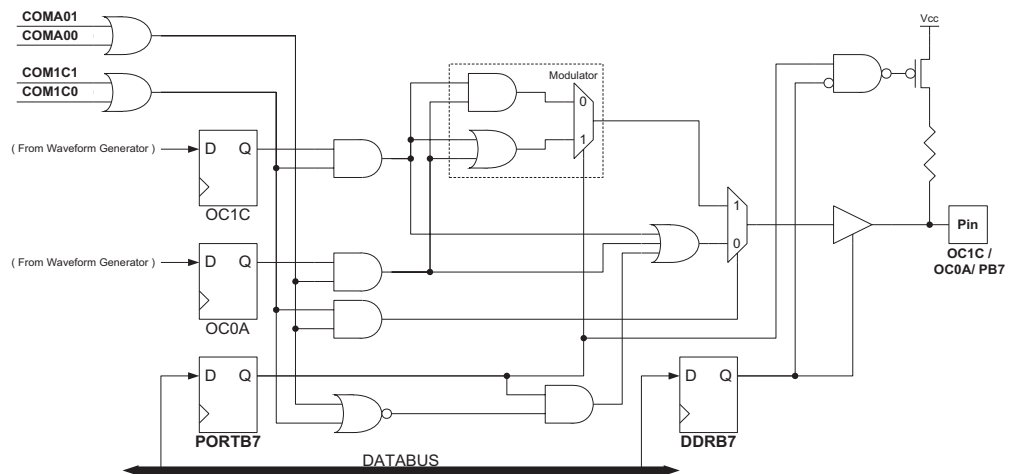 COMA01
COMA00
COM1C1
COM1C0
Vcc
Modulator
0
1
( From Waveform Generator )
D Q
OC1C
1
0
Pin
OC1C /
OC0A/ PB7
( From Waveform Generator )
D Q
OC0A
D Q
PORTB7
D Q
DDRB7
DATABUS